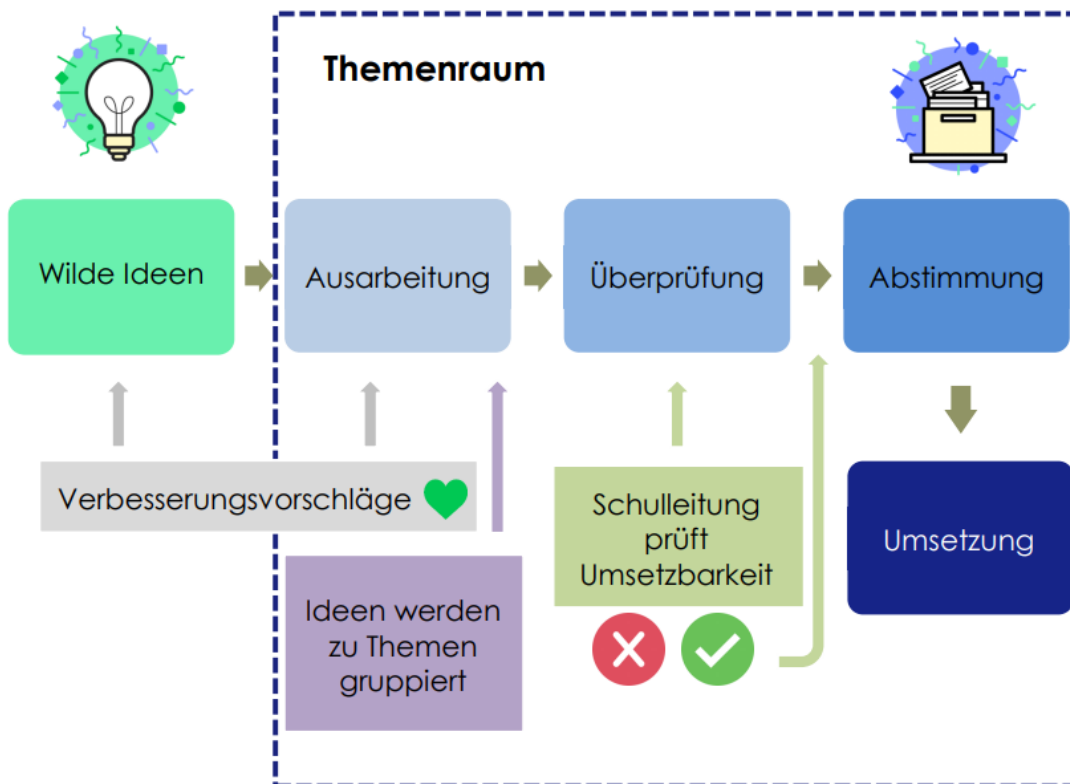 Themenraum
Wilde Ideen
Ausarbeitung
Überprüfung
Abstimmung
Verbesserungsvorschläge
Ideen werden
zu Themen
gruppiert
Schulleitung
prüft
Umsetzbarkeit
Umsetzung